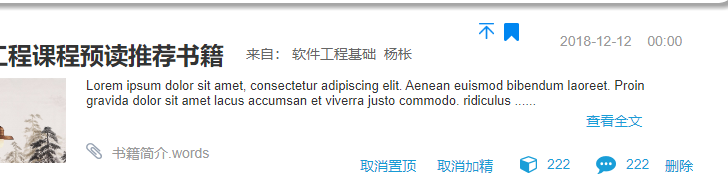 2018-12-12 00:00
工程课程预读推荐书籍 来自： 软件工程基础 杨枨
Lorem ipsum dolor sit amet, consectetur adipiscing elit. Aenean euismod bibendum laoreet. Proin
gravida dolor sit amet lacus accumsan et viverra justo commodo. ridiculus ......
查看全文
书籍简介.words
取消置顶 取消加精 222 222 删除